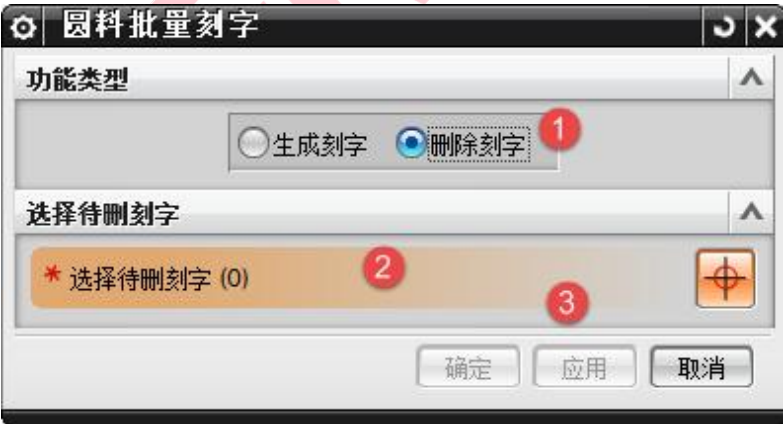 圆料批量刻字
功能类型
生成刻字 删除刻字 1
选择待删刻字
* 选择待删刻字 (0) 2
3
确定 应用 取消